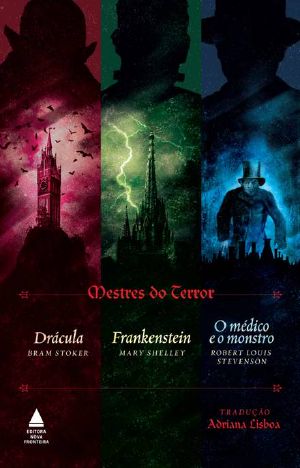 Mestres do Terror
Drácula
BRAM STOKER
Frankenstein
MARY SHELLEY
O médico
e o monstro
ROBERT LOUIS
STEVENSON
TRADUÇÃO
Adriana Lisboa
EDITORA
NOVA
FRONTEIRA